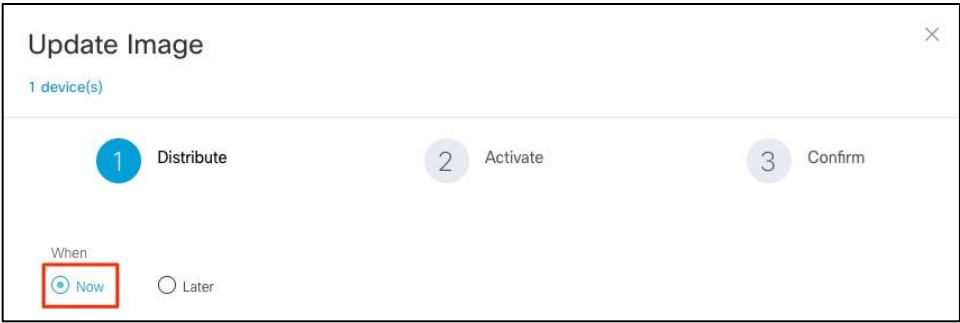 Update Image
1 device(s)
1 Distribute 2 Activate 3 Confirm
When
Now Later